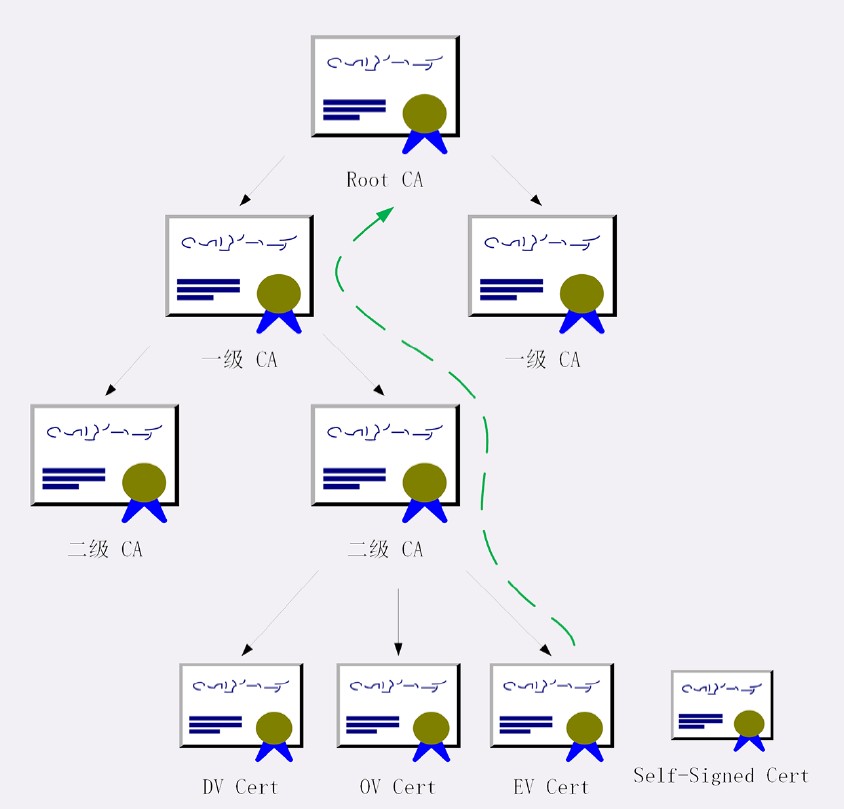 Root CA
一级 CA
一级 CA
二级 CA
二级 CA
DV Cert
OV Cert
EV Cert
Self-Signed Cert